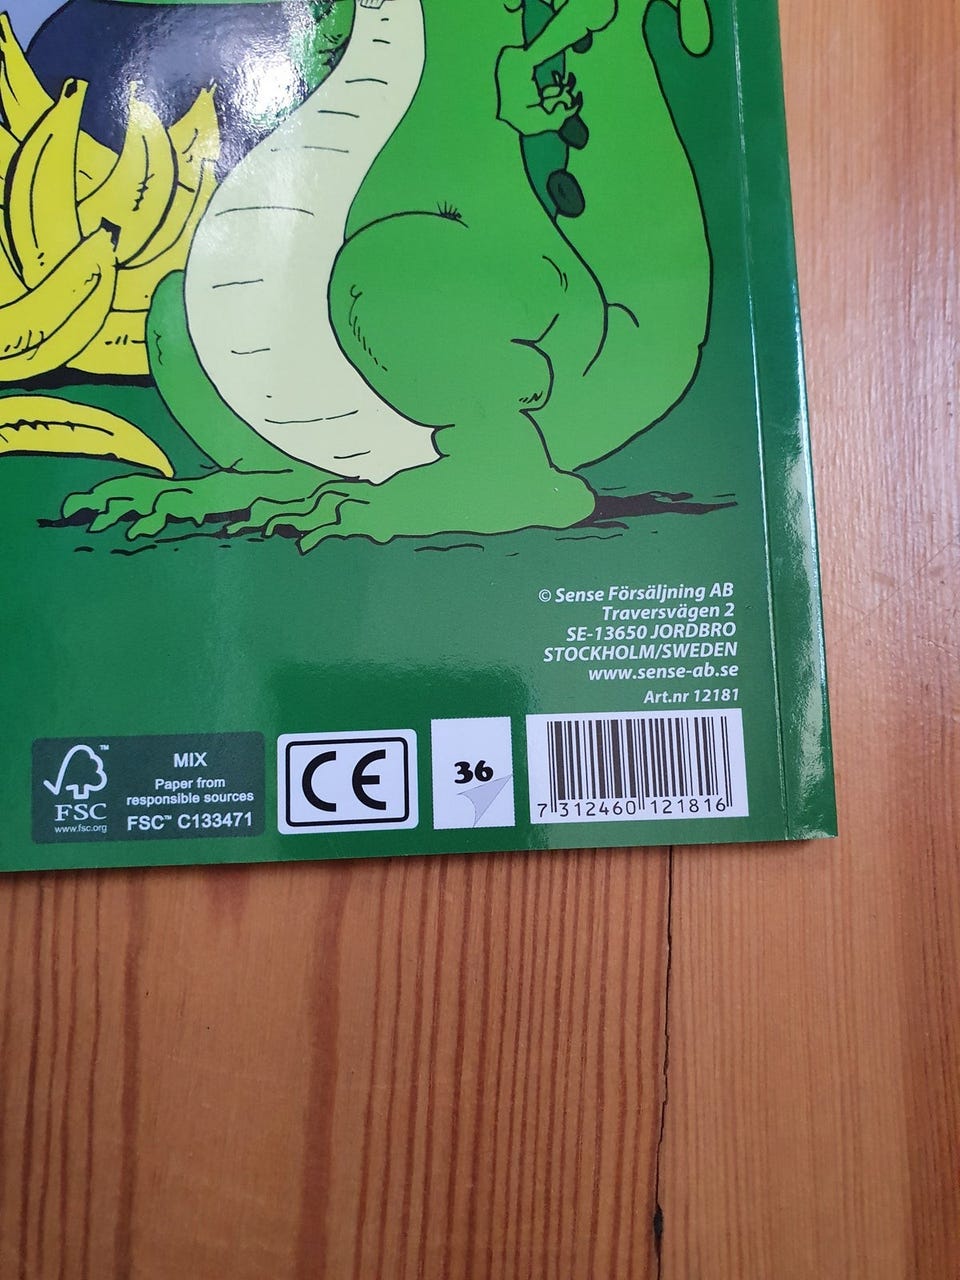 © Sense Försäljning AB
Traversvägen 2
SE-13650 JORDBRO
STOCKHOLM/SWEDEN
www.sense-ab.se
Art.nr 12181
™
FSC
www.fsc.org
MIX
Paper from
responsible sources
FSC™ C133471
CE
36
7 312460 121816